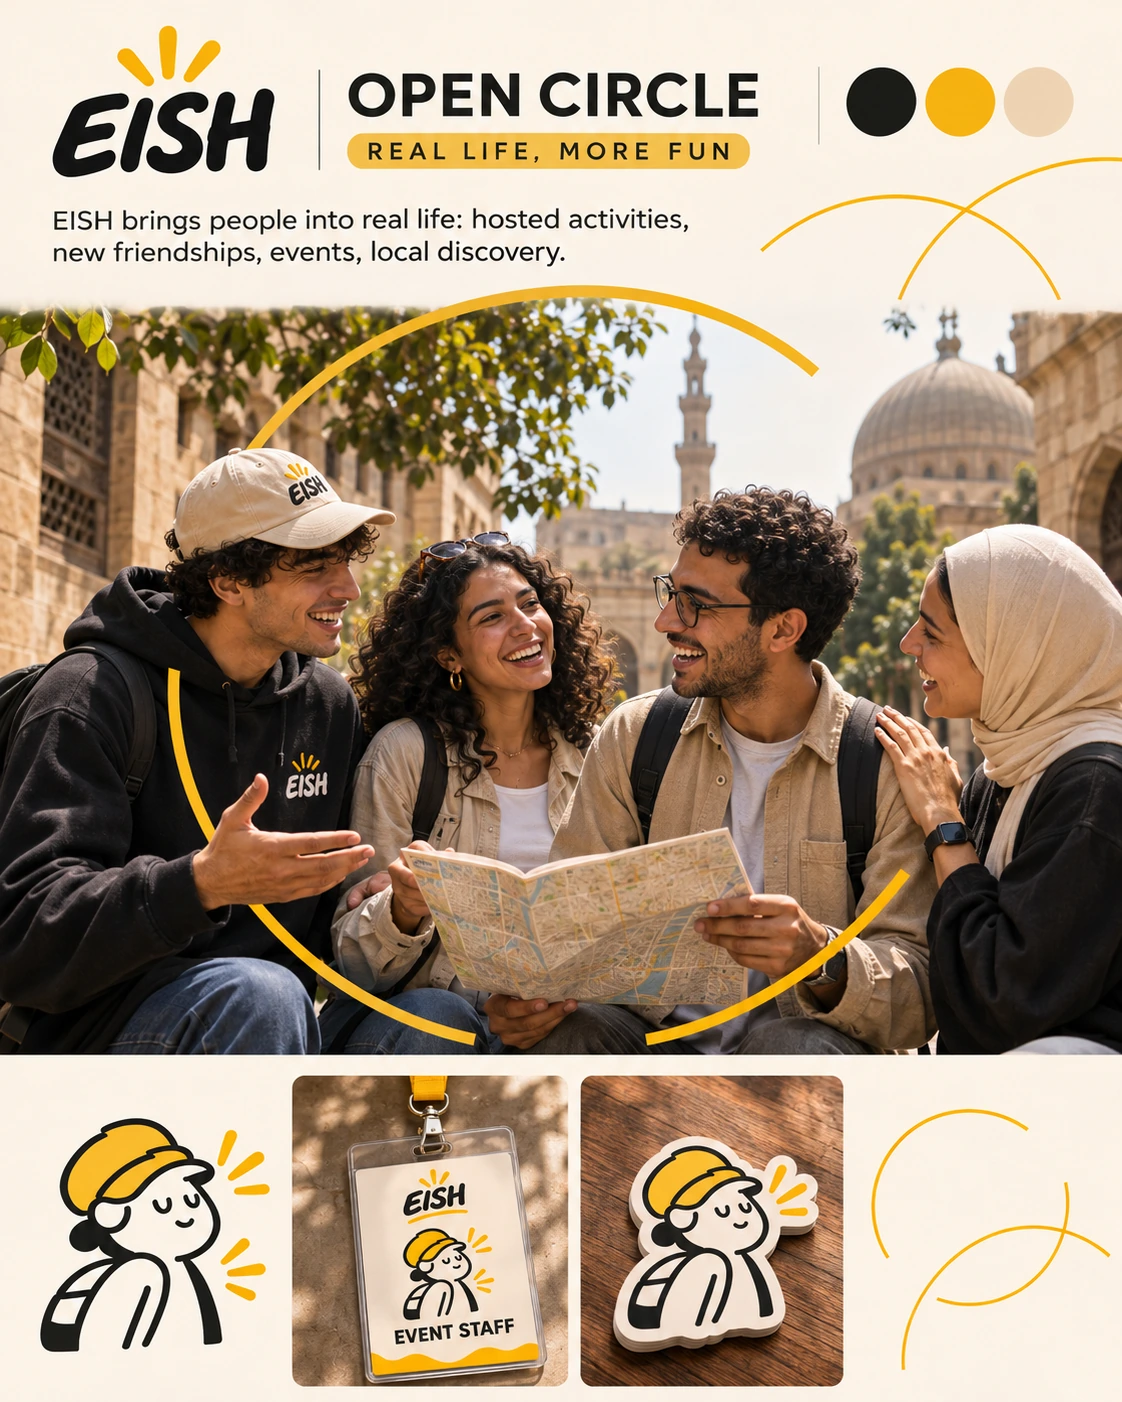 EISH
OPEN CIRCLE
REAL LIFE, MORE FUN
EISH brings people into real life: hosted activities,
new friendships, events, local discovery.
EISH
EISH
EISH
EVENT STAFF